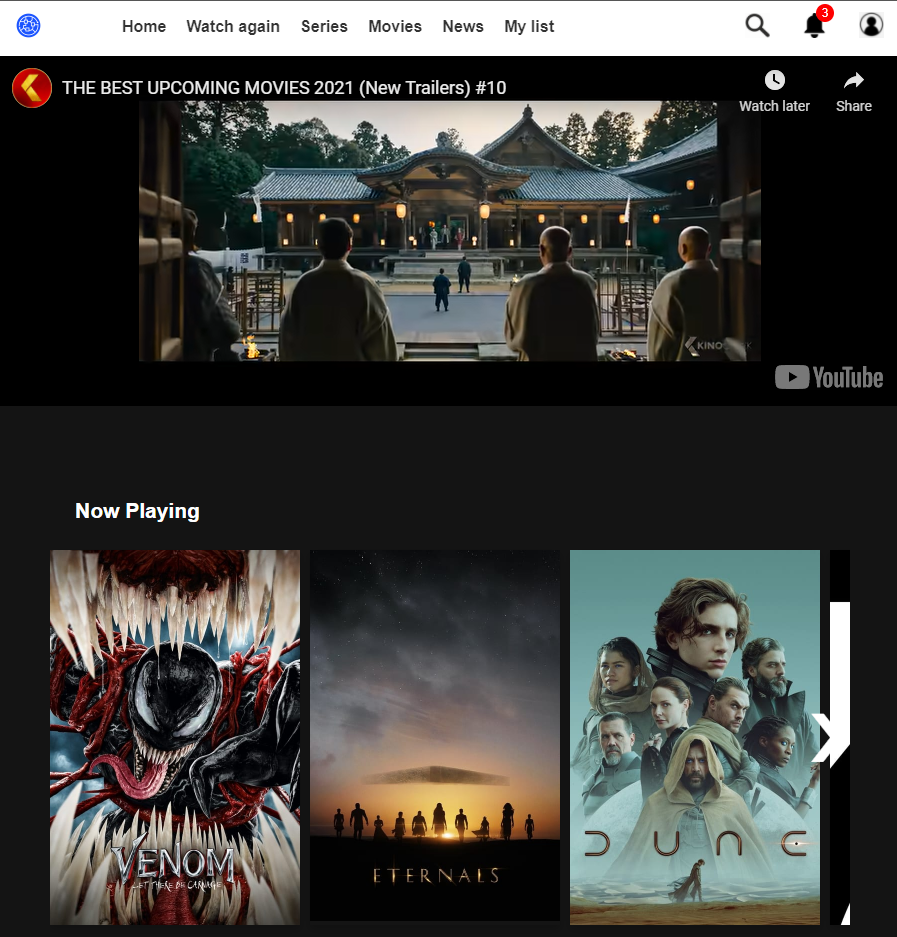 Home Watch again Series Movies News My list
3
THE BEST UPCOMING MOVIES 2021 (New Trailers) #10
Watch later Share
KINO
YouTube
Now Playing
VENOM
LET THERE BE CARNAGE
ETERNALS
DUNE